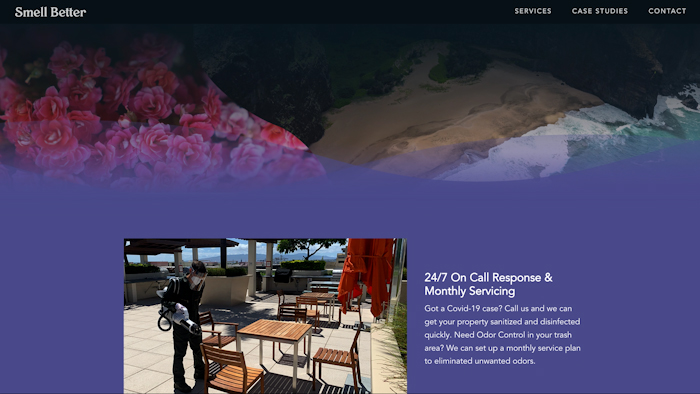 Smell Better
SERVICES CASE STUDIES CONTACT
24/7 On Call Response &
Monthly Servicing
Got a Covid-19 case? Call us and we can
get your property sanitized and disinfected
quickly. Need Odor Control in your trash
area? We can set up a monthly service plan
to eliminated unwanted odors.